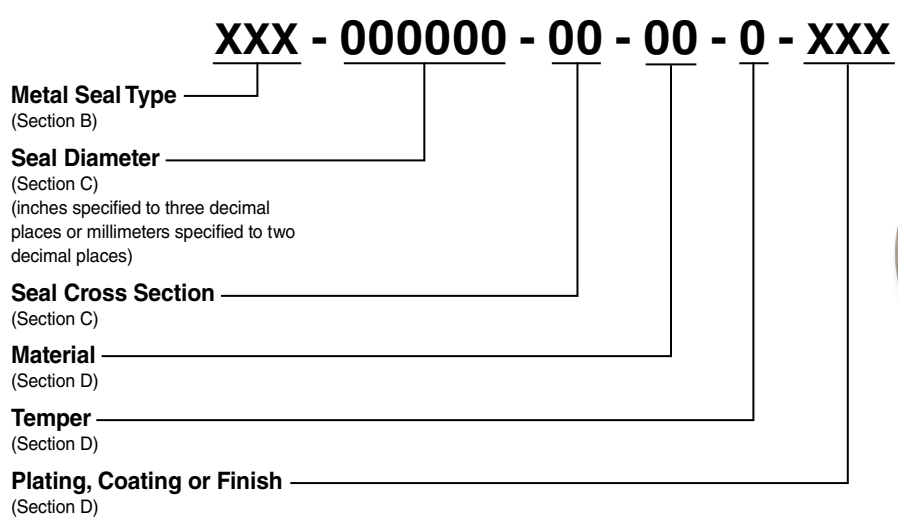 XXX - 000000 - 00 - 00 - 0 - XXX
Metal Seal Type
(Section B)
Seal Diameter
(Section C)
(inches specified to three decimal
places or millimeters specified to two
decimal places)
Seal Cross Section
(Section C)
Material
(Section D)
Temper
(Section D)
Plating, Coating or Finish
(Section D)